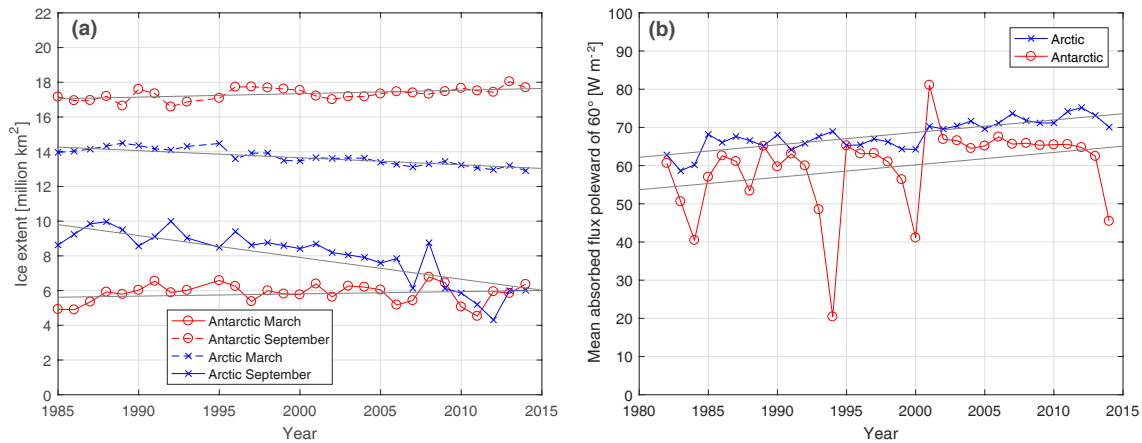 (a)
Ice extent [million km2]
22
20
18
16
14
12
10
8
6
4
2
0
Antarctic March
Antarctic September
Arctic March
Arctic September
1985 1990 1995 2000 2005 2010 2015
Year
(b)
Mean absorbed flux poleward of 60° [W m-2]
100
90
80
70
60
50
40
30
20
10
0
Arctic
Antarctic
1980 1985 1990 1995 2000 2005 2010 2015
Year